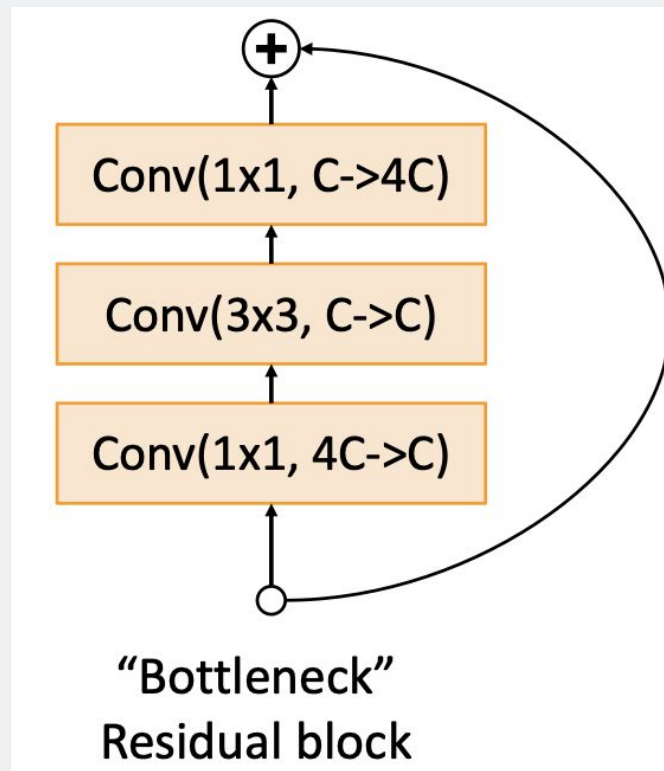 +
Conv(1x1, C->4C)
Conv(3x3, C->C)
Conv(1x1, 4C->C)
“Bottleneck”
Residual block